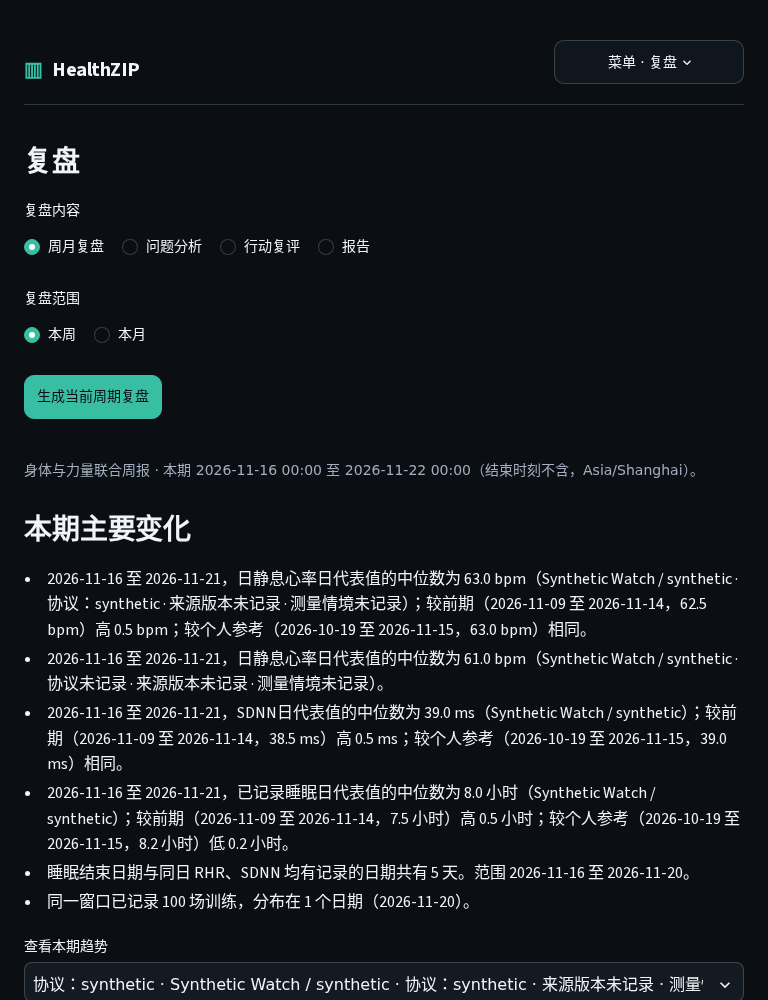 HealthZIP
菜单 · 复盘
复盘
复盘内容
周月复盘 问题分析 行动复评 报告
复盘范围
本周 本月
生成当前周期复盘
身体与力量联合周报 · 本期 2026-11-16 00:00 至 2026-11-22 00:00（结束时刻不含，Asia/Shanghai）。
本期主要变化
2026-11-16 至 2026-11-21，日静息心率日代表值的中位数为 63.0 bpm（Synthetic Watch / synthetic ·
协议：synthetic · 来源版本未记录 · 测量情境未记录）；较前期（2026-11-09 至 2026-11-14，62.5
bpm）高 0.5 bpm；较个人参考（2026-10-19 至 2026-11-15，63.0 bpm）相同。
2026-11-16 至 2026-11-21，日静息心率日代表值的中位数为 61.0 bpm（Synthetic Watch / synthetic ·
协议未记录 · 来源版本未记录 · 测量情境未记录）。
2026-11-16 至 2026-11-21，SDNN日代表值的中位数为 39.0 ms（Synthetic Watch / synthetic）；较前
期（2026-11-09 至 2026-11-14，38.5 ms）高 0.5 ms；较个人参考（2026-10-19 至 2026-11-15，39.0
ms）相同。
2026-11-16 至 2026-11-21，已记录睡眠日代表值的中位数为 8.0 小时（Synthetic Watch /
synthetic）；较前期（2026-11-09 至 2026-11-14，7.5 小时）高 0.5 小时；较个人参考（2026-10-19 至
2026-11-15，8.2 小时）低 0.2 小时。
睡眠结束日期与同日 RHR、SDNN 均有记录的日期共有 5 天。范围 2026-11-16 至 2026-11-20。
同一窗口已记录 100 场训练，分布在 1 个日期（2026-11-20）。
查看本期趋势
协议：synthetic · Synthetic Watch / synthetic · 协议：synthetic · 来源版本未记录 · 测量